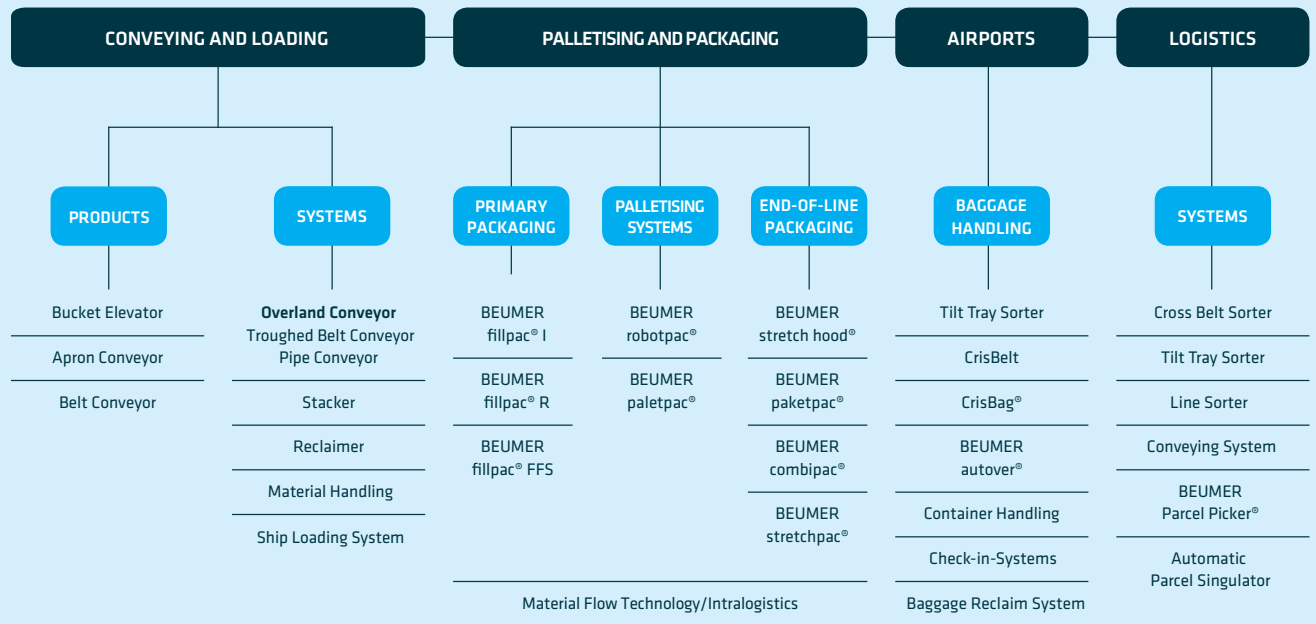 CONVEYING AND LOADING
PALLETISING AND PACKAGING
AIRPORTS
LOGISTICS
PRODUCTS
SYSTEMS
PRIMARY
PACKAGING
PALLETISING
SYSTEMS
END-OF-LINE
PACKAGING
BAGGAGE
HANDLING
SYSTEMS
Bucket Elevator
Apron Conveyor
Belt Conveyor
Overland Conveyor
Troughed Belt Conveyor
Pipe Conveyor
Stacker
Reclaimer
Material Handling
Ship Loading System
BEUMER
fillpac® I
BEUMER
fillpac® R
BEUMER
fillpac® FFS
BEUMER
robotpac®
BEUMER
paletpac®
BEUMER
stretch hood®
BEUMER
paketpac®
BEUMER
combipac®
BEUMER
stretchpac®
Material Flow Technology/Intralogistics
Tilt Tray Sorter
CrisBelt
CrisBag®
BEUMER
autover®
Container Handling
Check-in-Systems
Baggage Reclaim System
Cross Belt Sorter
Tilt Tray Sorter
Line Sorter
Conveying System
BEUMER
Parcel Picker®
Automatic
Parcel Singulator